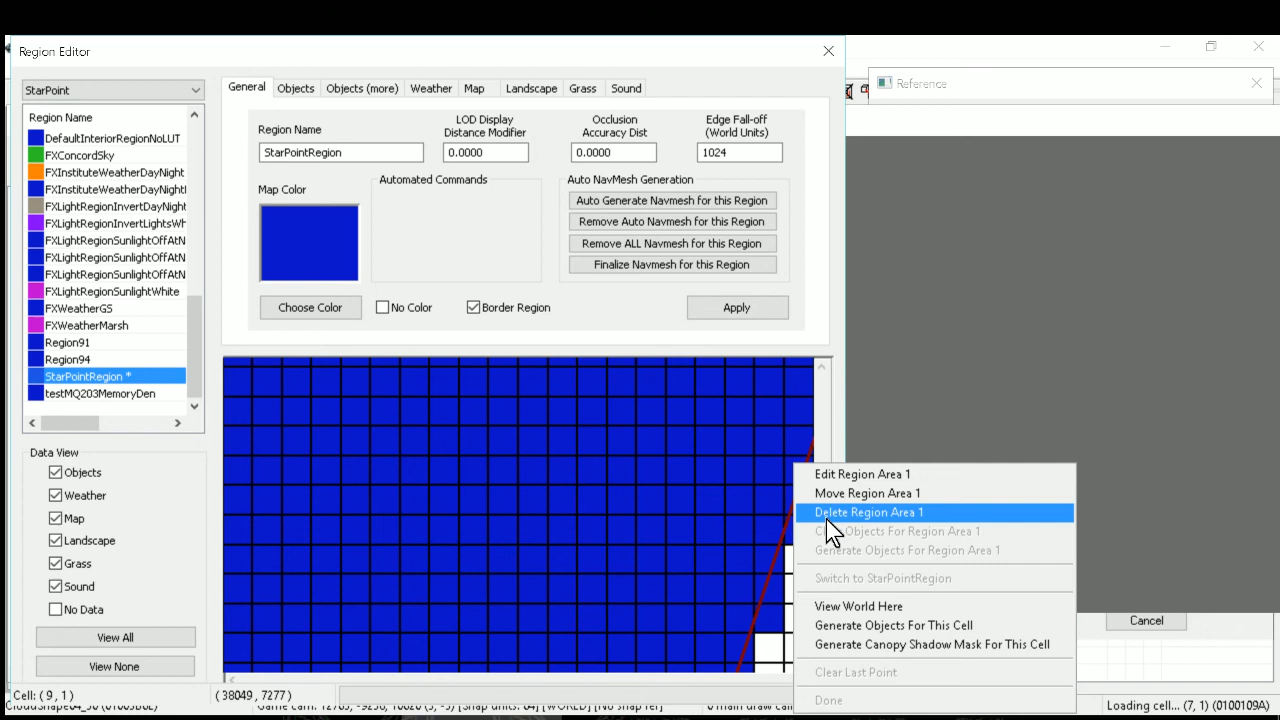 Region Editor
Reference
StarPoint
General
Objects
Objects (more)
Weather
Map
Landscape
Grass
Sound
Region Name
DefaultInteriorRegionNoLUT
FXConcordSky
FXInstituteWeatherDayNight
FXInstituteWeatherDayNightl
FXLightRegionInvertDayNight
FXLightRegionInvertLightsWh
FXLightRegionSunlightOffAtN
FXLightRegionSunlightOffAtN
FXLightRegionSunlightOffAtN
FXLightRegionSunlightWhite
FXWeatherGS
FXWeatherMarsh
Region91
Region94
StarPointRegion *
testMQ203MemoryDen
Region Name
StarPointRegion
LOD Display
Distance Modifier
0.0000
Occlusion
Accuracy Dist
0.0000
Edge Fall-off
(World Units)
1024
Map Color
Automated Commands
Auto NavMesh Generation
Auto Generate Navmesh for this Region
Remove Auto Navmesh for this Region
Remove ALL Navmesh for this Region
Finalize Navmesh for this Region
Choose Color
No Color
Border Region
Apply
Data View
Objects
Weather
Map
Landscape
Grass
Sound
No Data
View All
View None
Edit Region Area 1
Move Region Area 1
Delete Region Area 1
Objects For Region Area 1
Generate Objects For Region Area 1
Switch to StarPointRegion
View World Here
Generate Objects For This Cell
Generate Canopy Shadow Mask For This Cell
Clear Last Point
Done
Cancel
Cell: ( 9 , 1 )
( 38049 , 7277 )
Loading cell... (7, 1) (0100109A)